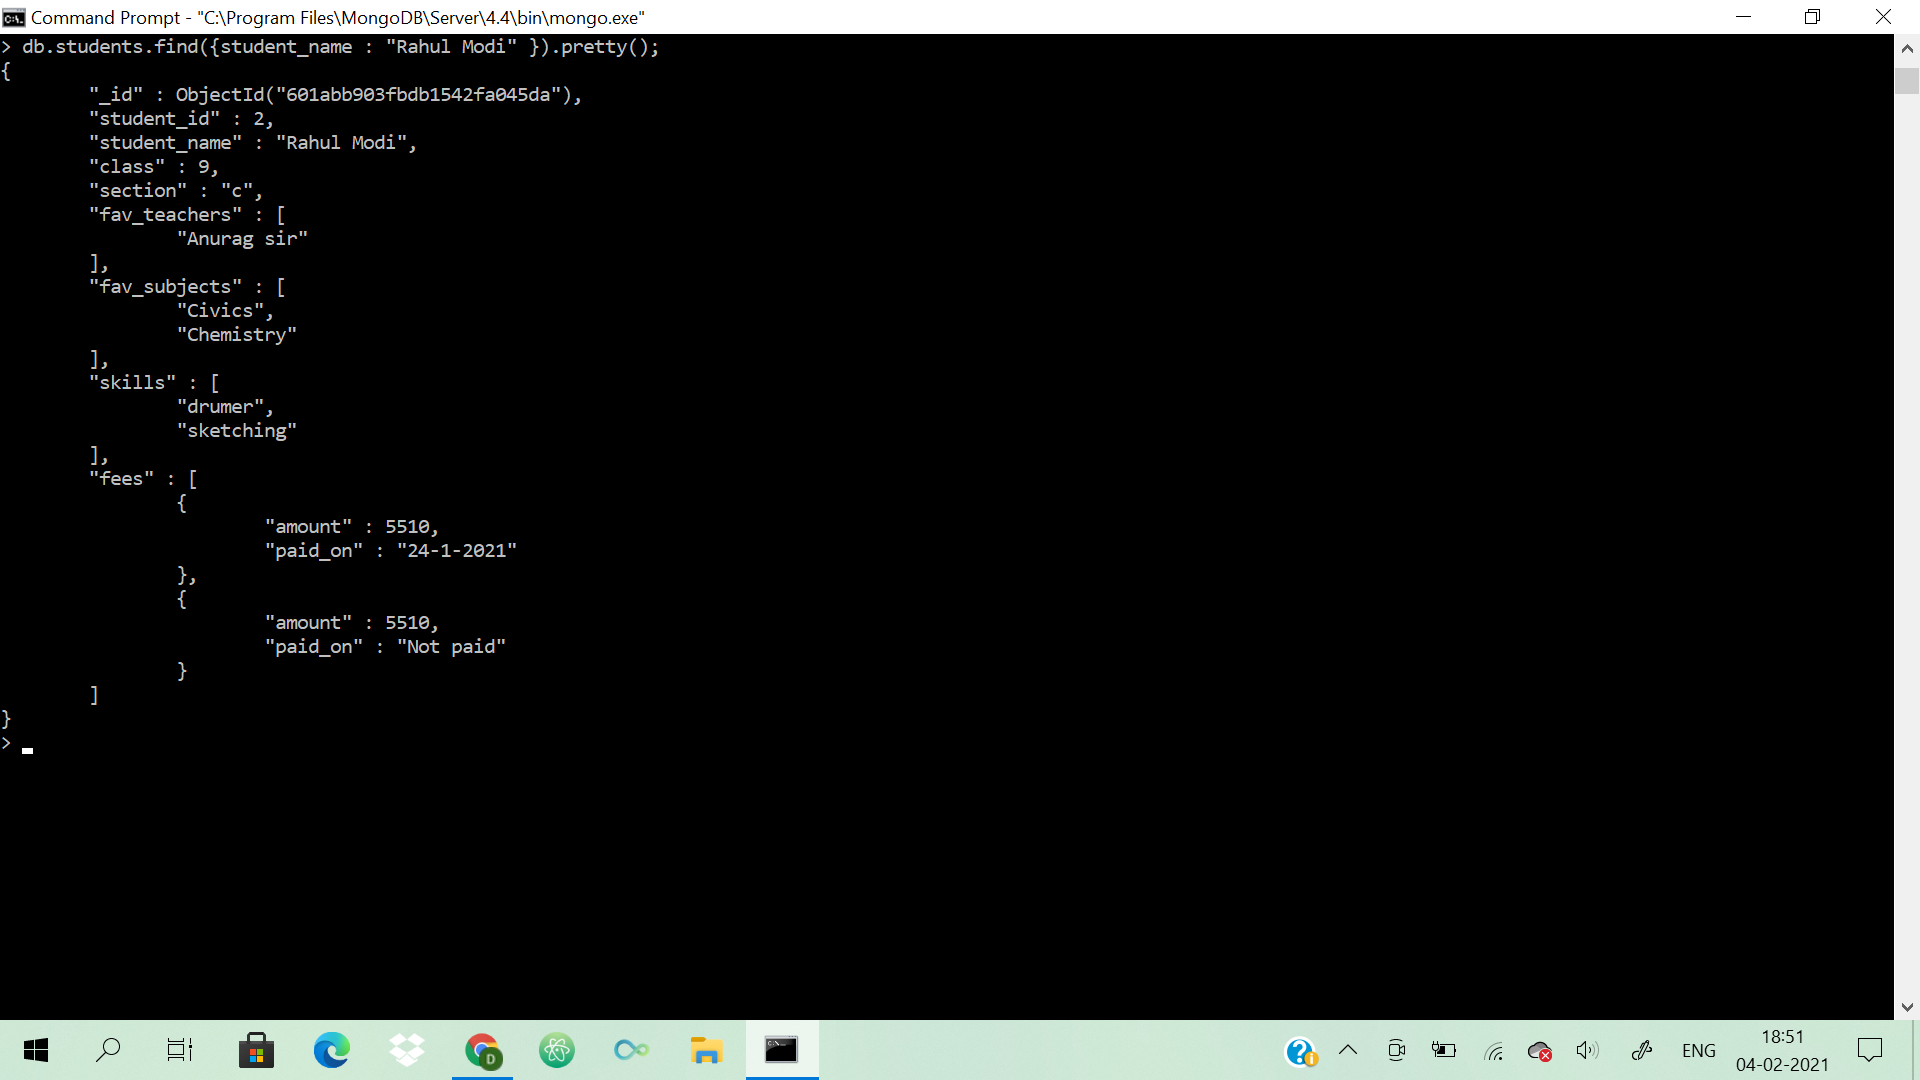 Command Prompt - "C:\Program Files\MongoDB\Server\4.4\bin\mongo.exe"
> db.students.find({student_name : "Rahul Modi" }).pretty();
{
        "_id" : ObjectId("601abb903fbdb1542fa045da"),
        "student_id" : 2,
        "student_name" : "Rahul Modi",
        "class" : 9,
        "section" : "c",
        "fav_teachers" : [
                "Anurag sir"
        ],
        "fav_subjects" : [
                "Civics",
                "Chemistry"
        ],
        "skills" : [
                "drumer",
                "sketching"
        ],
        "fees" : [
                {
                        "amount" : 5510,
                        "paid_on" : "24-1-2021"
                },
                {
                        "amount" : 5510,
                        "paid_on" : "Not paid"
                }
        ]
}
>
D
ENG
18:51
04-02-2021